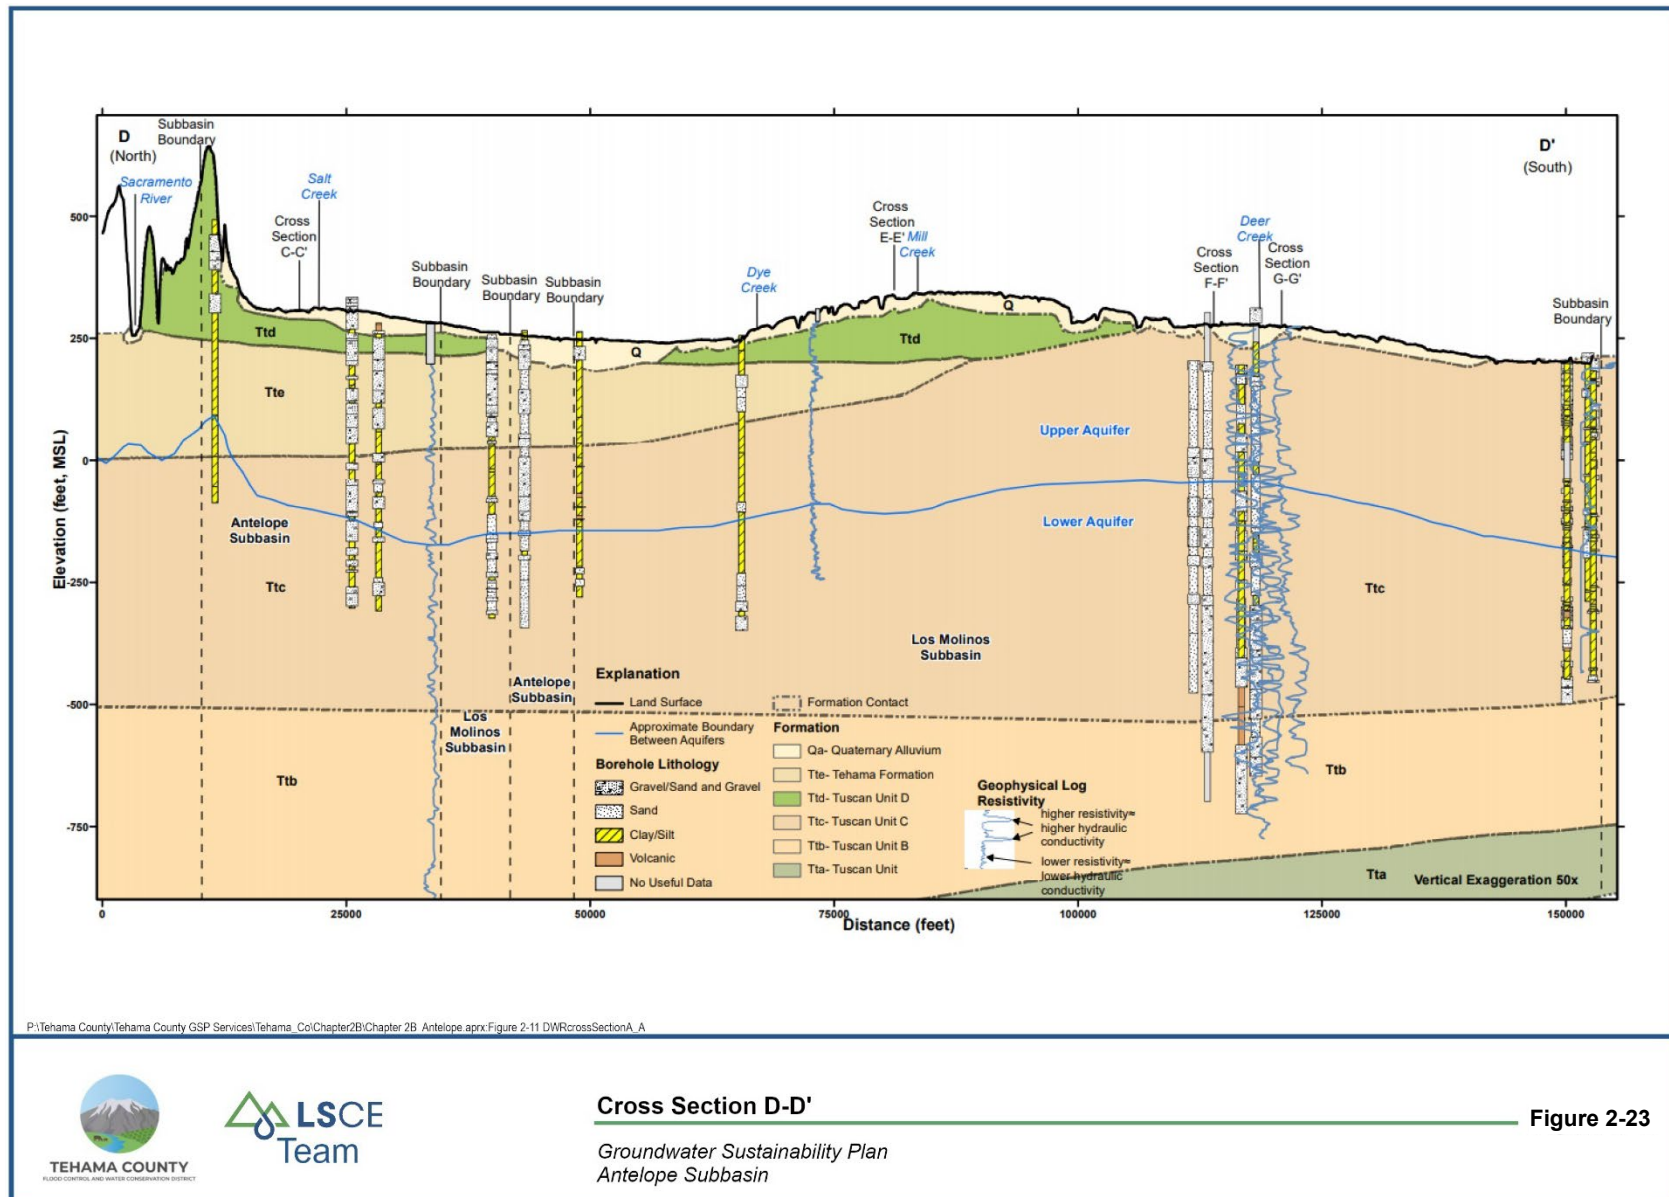 D
(North)
Subbasin
Boundary
Sacramento
River
Salt
Creek
Cross
Section
C-C'
Subbasin
Boundary
Subbasin
Boundary
Subbasin
Boundary
Dye
Creek
Cross
Section
E-E'
Mill
Creek
Cross
Section
F-F'
Deer
Creek
Cross
Section
G-G'
D'
(South)
Subbasin
Boundary
500
250
0
-250
-500
-750
Elevation (feet, MSL)
Ttd
Q
Ttd
Q
Tte
Upper Aquifer
Lower Aquifer
Antelope
Subbasin
Ttc
Ttc
Los Molinos
Subbasin
Antelope
Subbasin
Los
Molinos
Subbasin
Ttb
Ttb
Tta
Vertical Exaggeration 50x
Explanation
Land Surface
Approximate Boundary
Between Aquifers
Borehole Lithology
Gravel/Sand and Gravel
Sand
Clay/Silt
Volcanic
No Useful Data
Formation Contact
Formation
Qa- Quaternary Alluvium
Tte- Tehama Formation
Ttd- Tuscan Unit D
Ttc- Tuscan Unit C
Ttb- Tuscan Unit B
Tta- Tuscan Unit
Geophysical Log
Resistivity
higher resistivity≈
higher hydraulic
conductivity
lower resistivity≈
lower hydraulic
conductivity
0
25000
50000
75000
100000
125000
150000
Distance (feet)
P:\Tehama County\Tehama County GSP Services\Tehama_Co\Chapter2B\Chapter 2B_Antelope.aprx:Figure 2-11 DWRcrossSectionA_A
TEHAMA COUNTY
FLOOD CONTROL AND WATER CONSERVATION DISTRICT
LSCE
Team
Cross Section D-D'
Groundwater Sustainability Plan
Antelope Subbasin
Figure 2-23